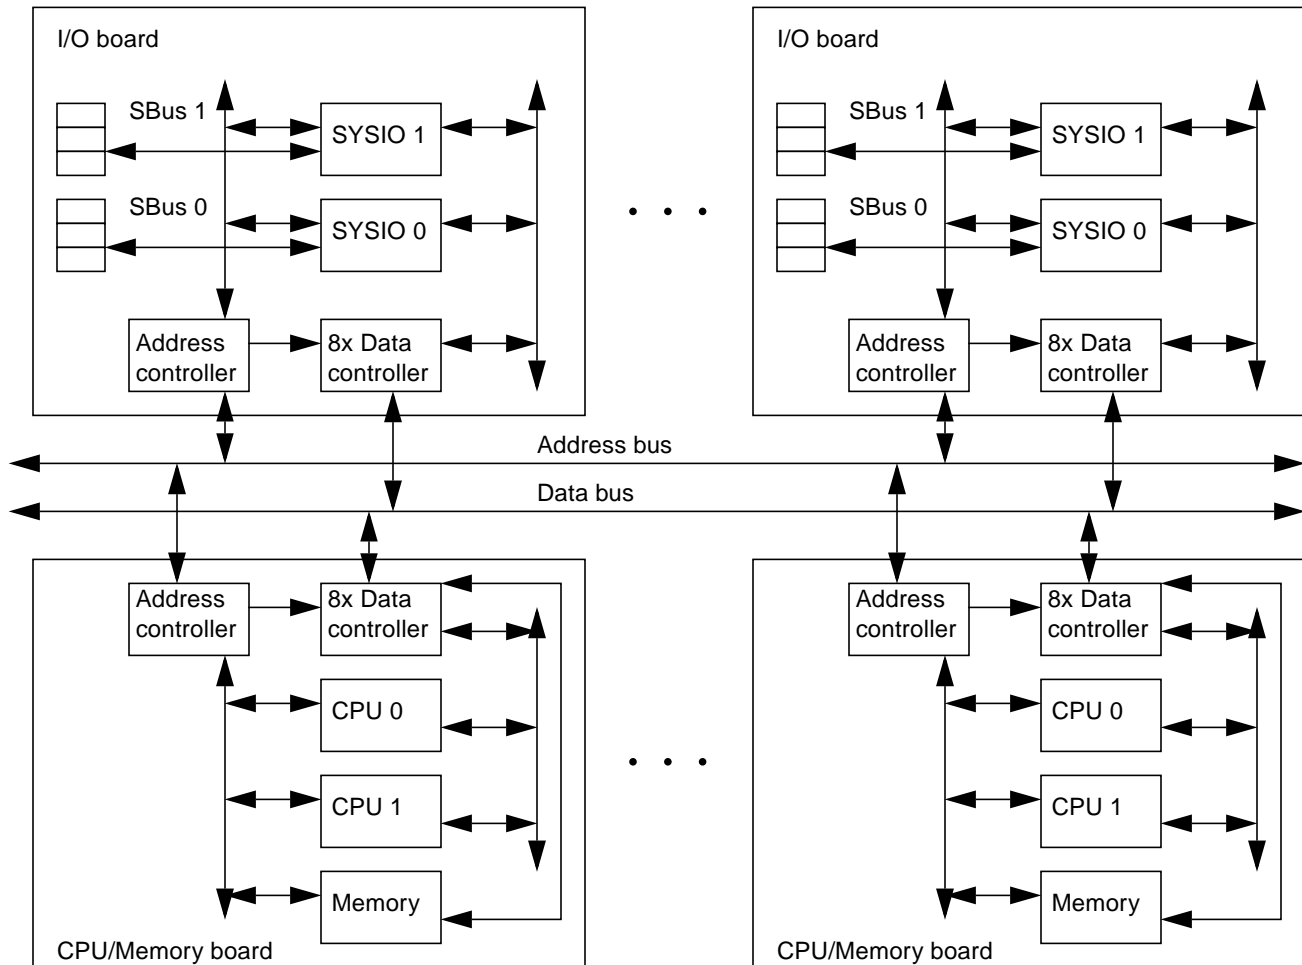 I/O board
SBus 1
SYSIO 1
SBus 0
SYSIO 0
Address
controller
8x Data
controller
I/O board
SBus 1
SYSIO 1
SBus 0
SYSIO 0
Address
controller
8x Data
controller
. . .
Address bus
Data bus
Address
controller
8x Data
controller
CPU 0
CPU 1
Memory
CPU/Memory board
. . .
Address
controller
8x Data
controller
CPU 0
CPU 1
Memory
CPU/Memory board